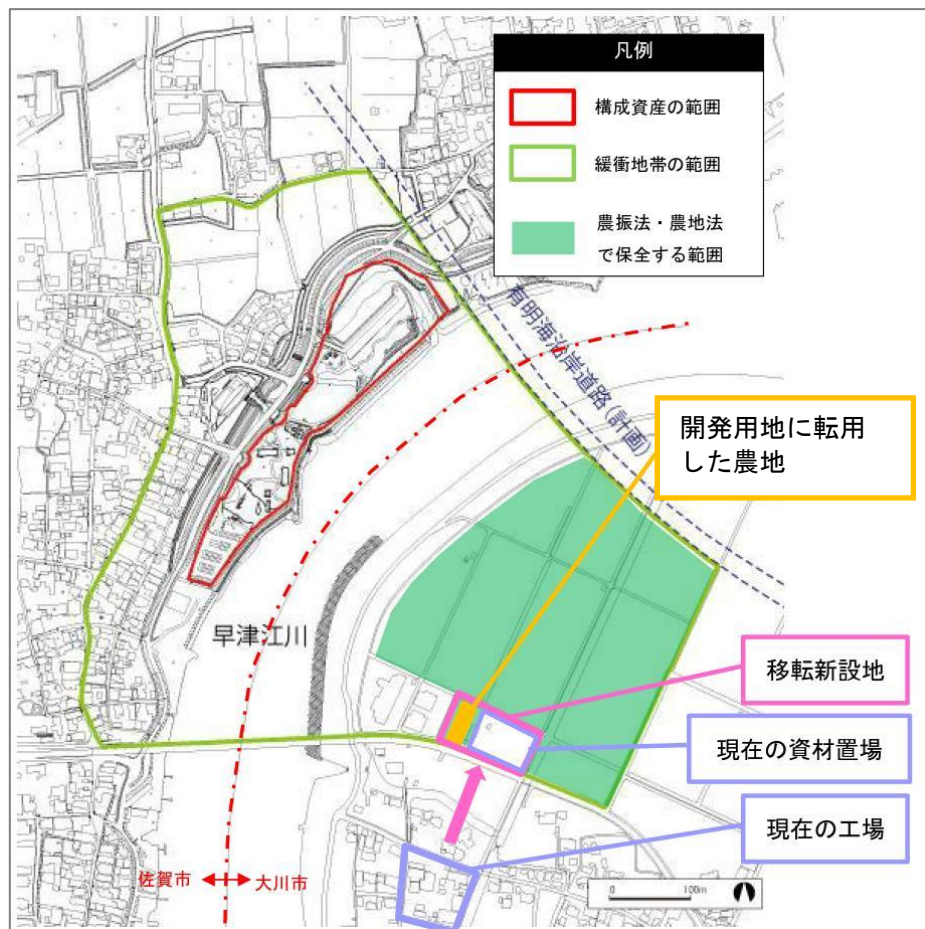 凡例
構成資産の範囲
緩衝地帯の範囲
農振法・農地法
で保全する範囲
有明海沿岸道路(計画)
開発用地に転用
した農地
早津江川
移転新設地
現在の資材置場
現在の工場
佐賀市
大川市
0 100m